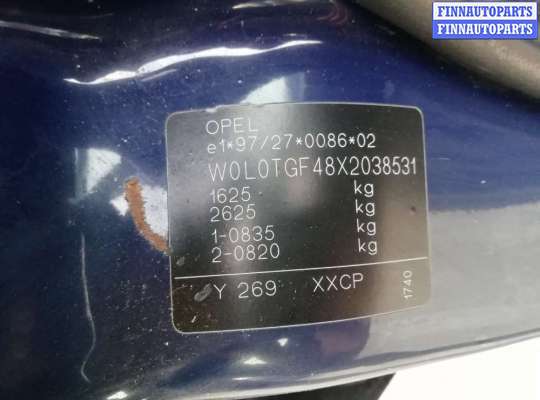 FINNAUTOPARTS
FINNAUTOPARTS
OPEL
e1*97/27*0086*02
W0L0TGF48X2038531
1625 kg
2625 kg
1-0835 kg
2-0820 kg
Y 269 XXCP
1740